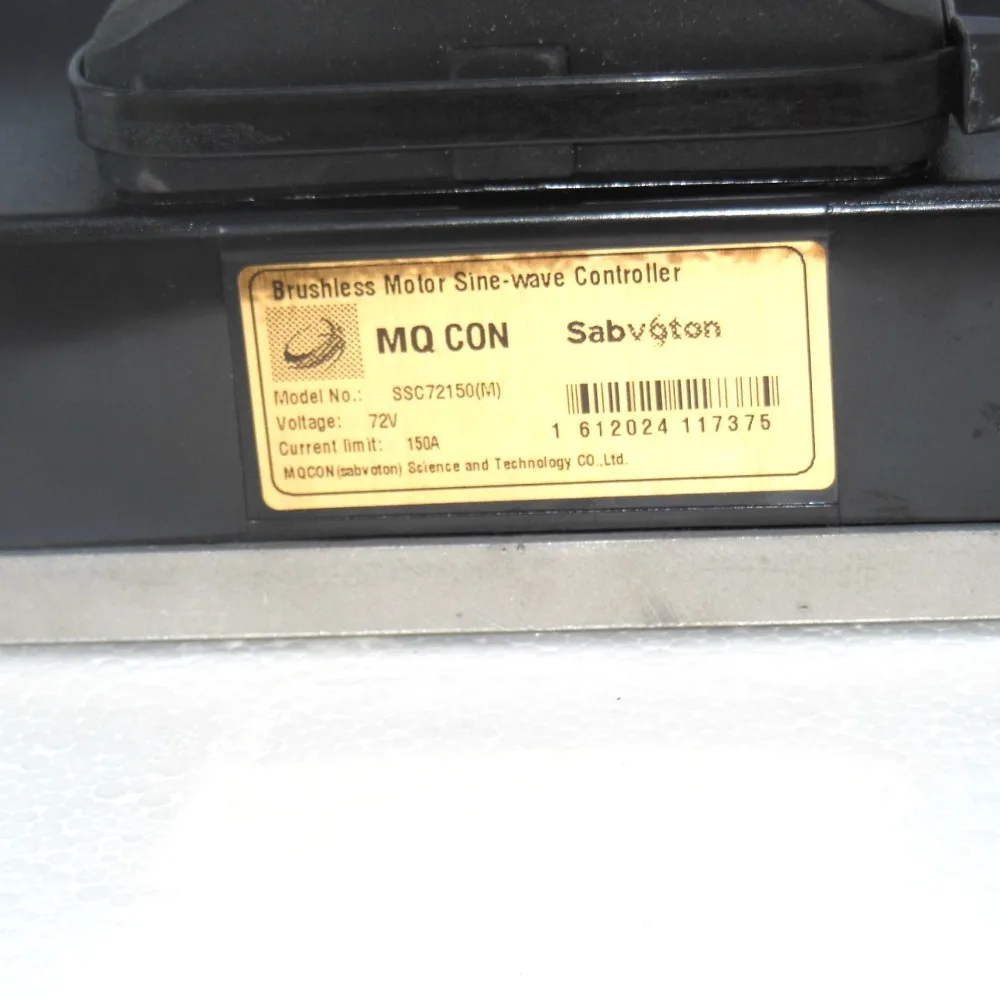 Brushless Motor Sine-wave Controller
MQ CON Sabvoton
Model No.: SSC72150(M)
Voltage: 72V
Current limit: 150A
1 612024 117375
MQCON(sabvoton) Science and Technology CO.,Ltd.